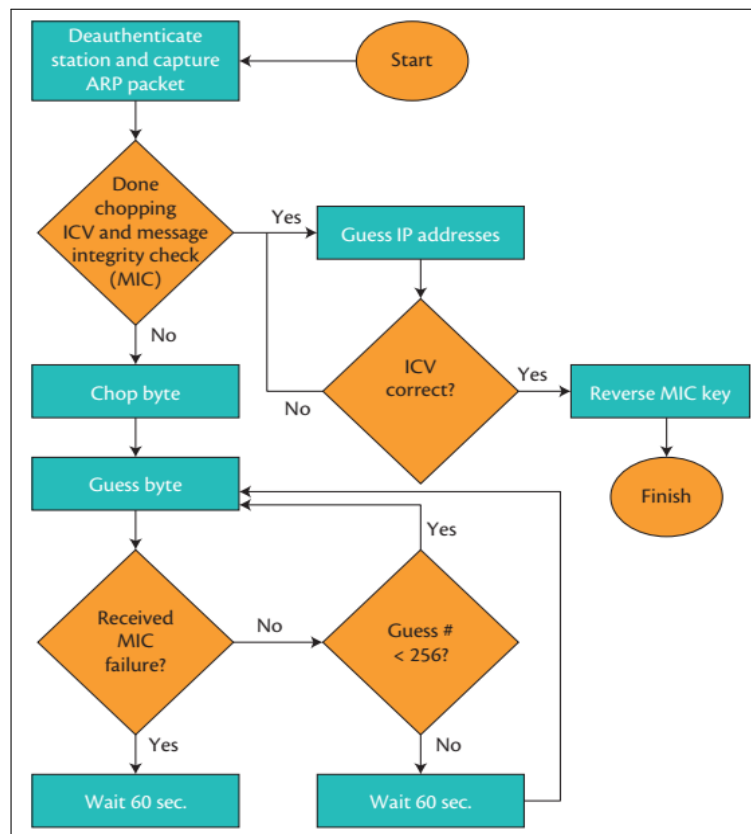 Deauthenticate
station and capture
ARP packet
Start
Done
chopping
ICV and message
integrity check
(MIC)
Yes
Guess IP addresses
No
ICV
correct?
Yes
No
Chop byte
Reverse MIC key
Guess byte
Finish
Yes
Received
MIC
failure?
No
Guess #
< 256?
Yes
No
Wait 60 sec.
Wait 60 sec.